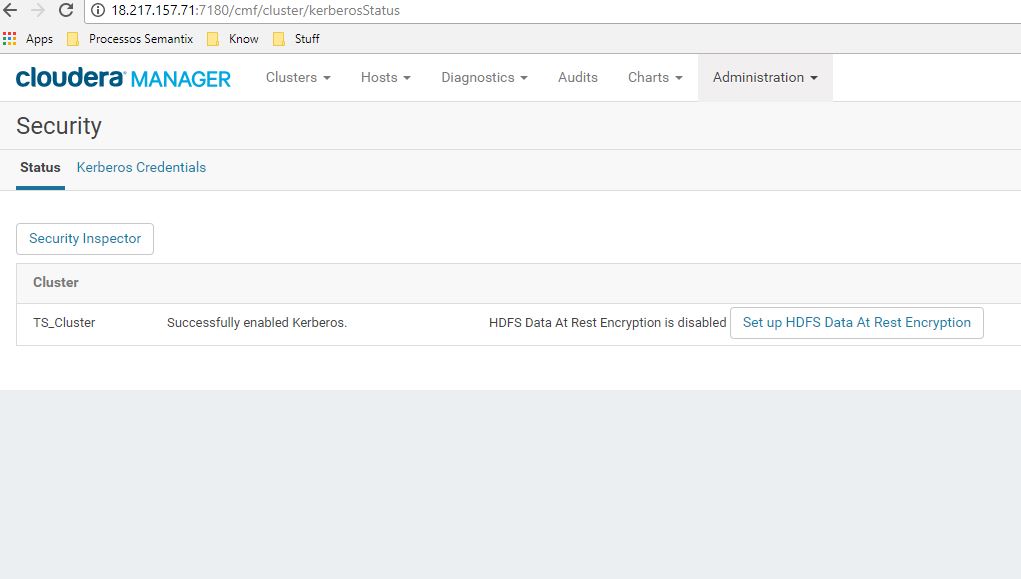 18.217.157.71:7180/cmf/cluster/kerberosStatus
Apps Processos Semantix Know Stuff
cloudera MANAGER Clusters Hosts Diagnostics Audits Charts Administration
Security
Status Kerberos Credentials
Security Inspector
Cluster
TS_Cluster Successfully enabled Kerberos. HDFS Data At Rest Encryption is disabled Set up HDFS Data At Rest Encryption